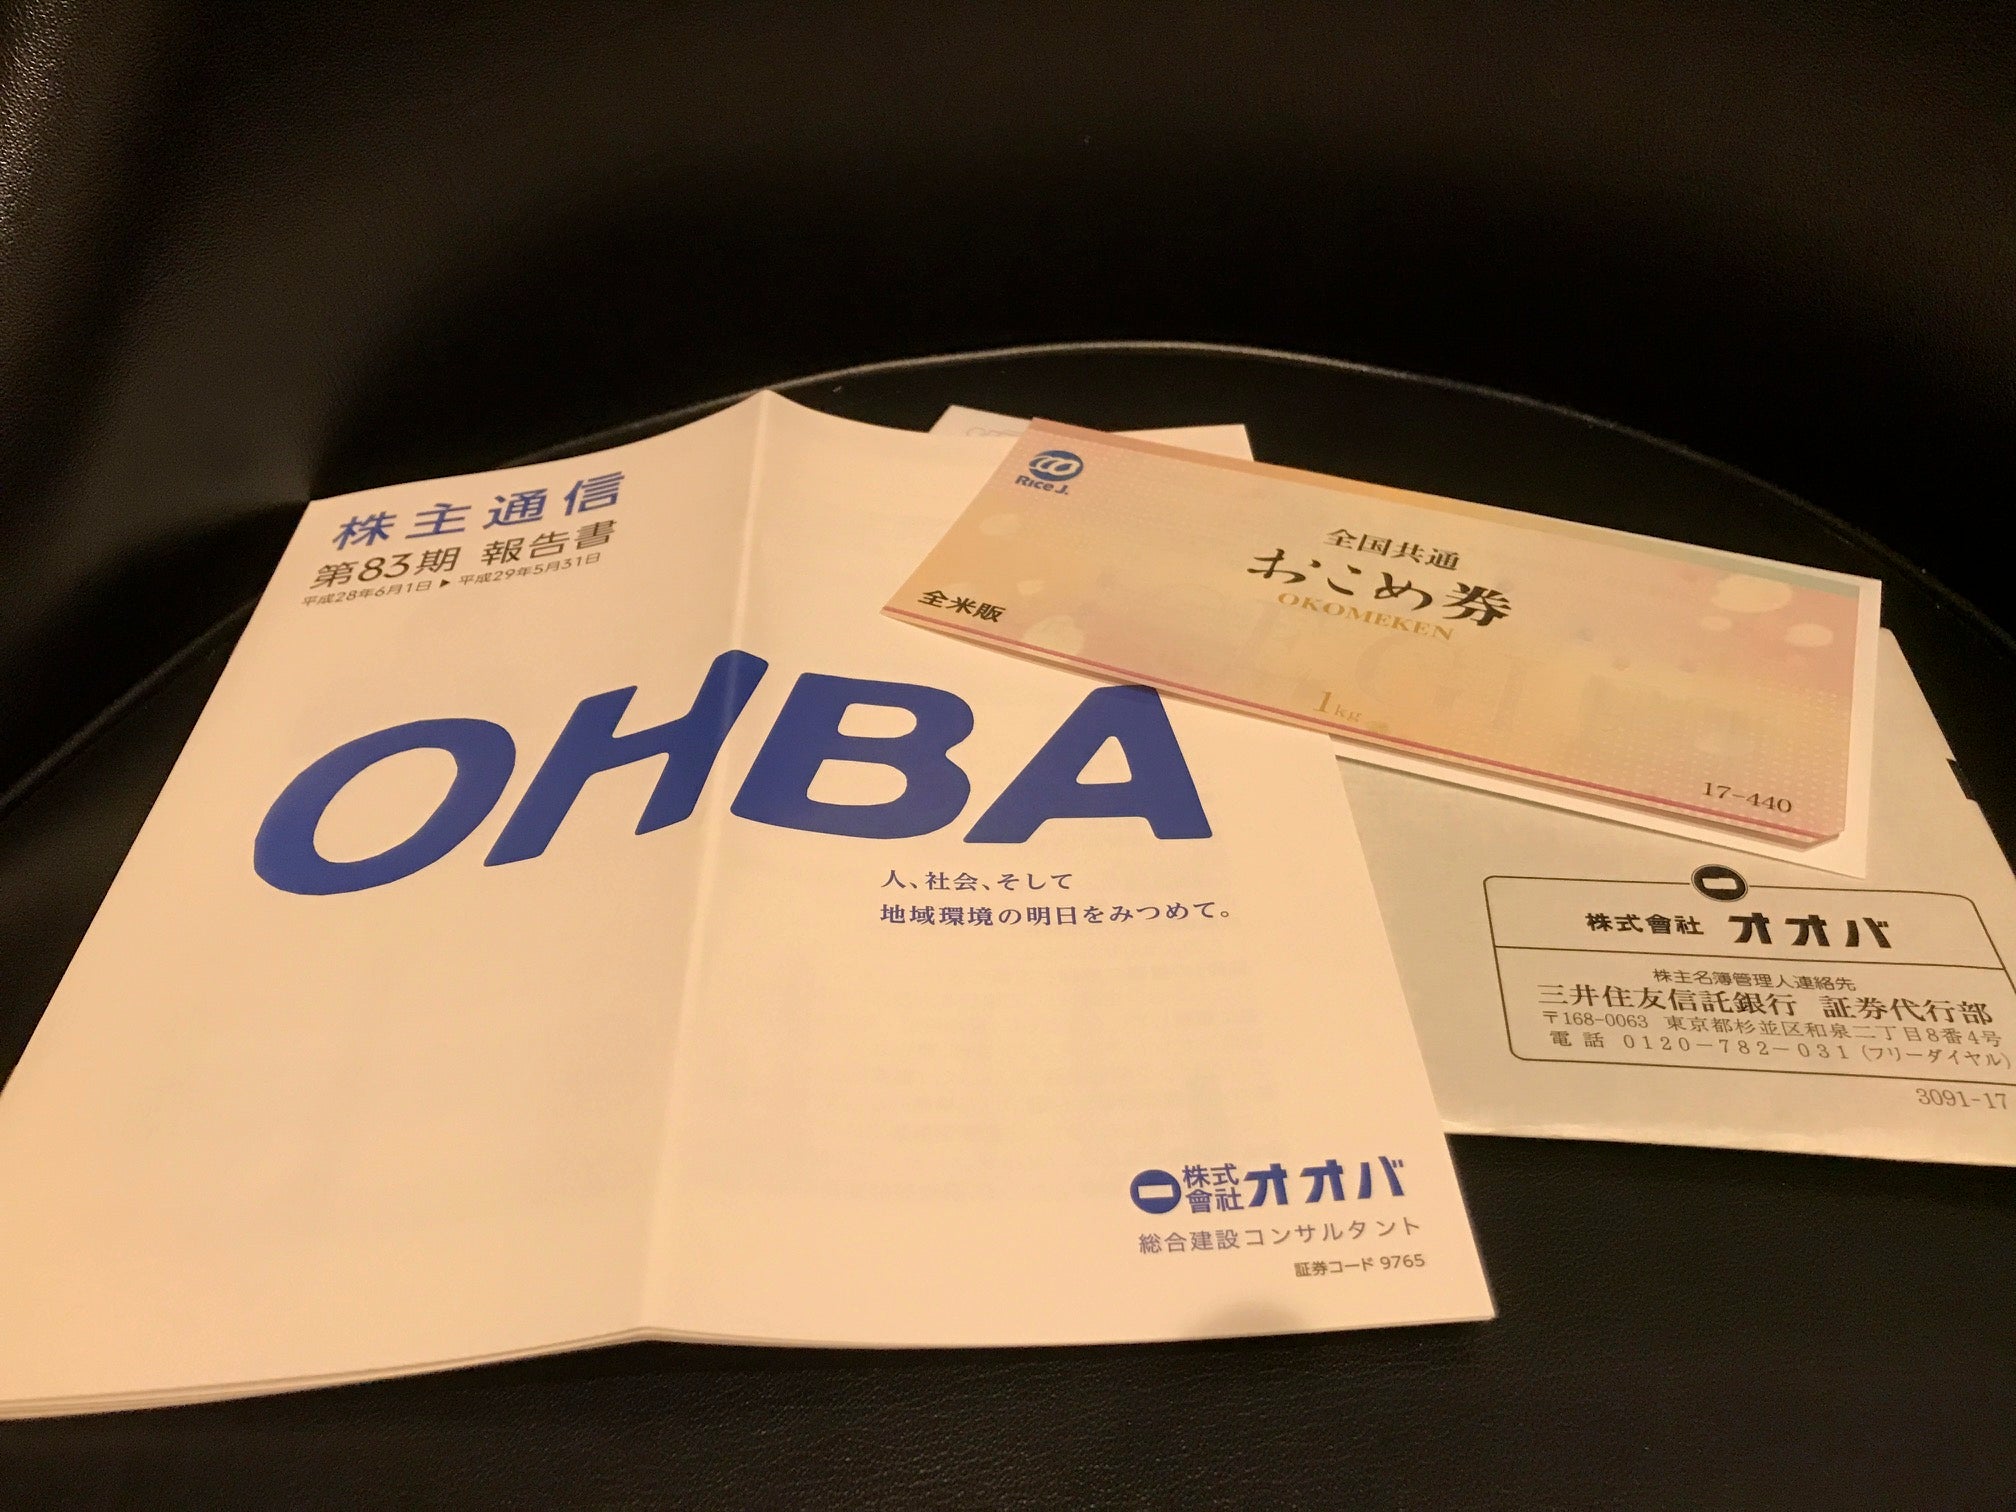 株主通信
第83期 報告書
平成28年6月1日 ▶ 平成29年5月31日
OHBA
人、社会、そして
地域環境の明日をみつめて。
株式會社オオバ
総合建設コンサルタント
証券コード 9765
Rice J.
全国共通
おこめ券
OKOMEKEN
全米販
1kg
17-440
株式會社 オオバ
株主名簿管理人連絡先
三井住友信託銀行 証券代行部
〒168-0063 東京都杉並区和泉二丁目8番4号
電話 0120-782-031(フリーダイヤル)
3091-17